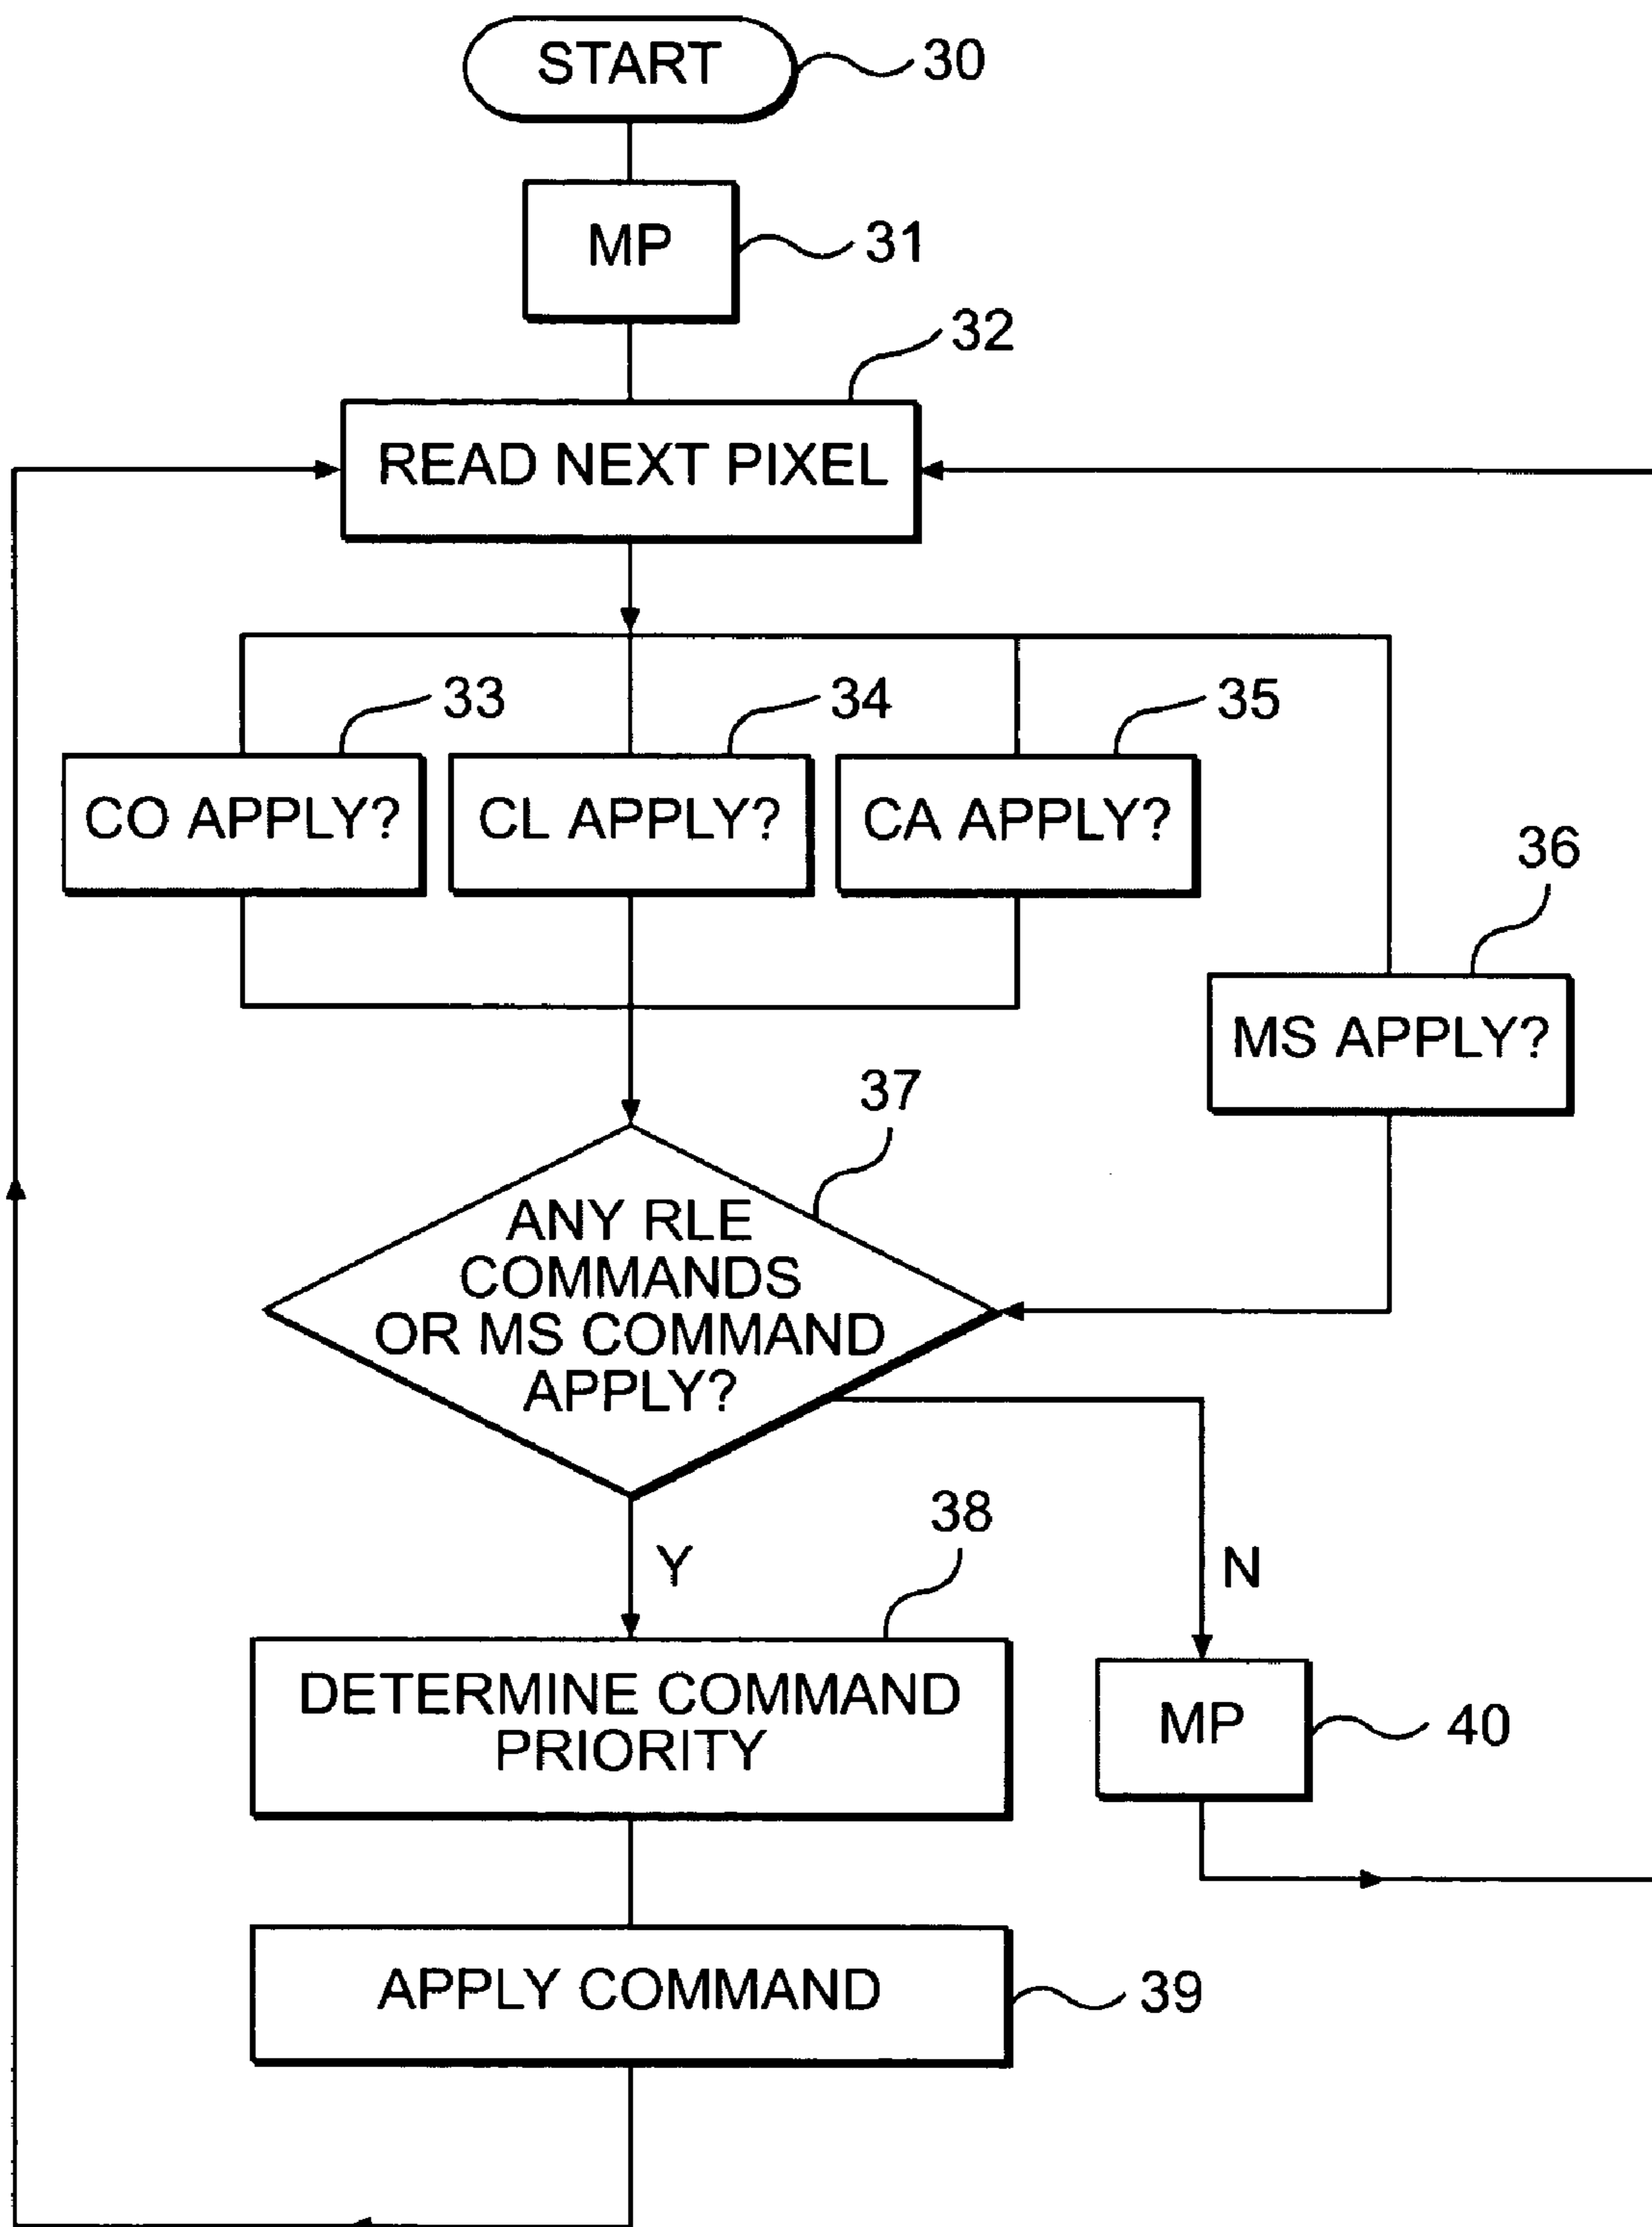 START
30
MP
31
32
READ NEXT PIXEL
33
34
35
CO APPLY?
CL APPLY?
CA APPLY?
36
MS APPLY?
37
ANY RLE
COMMANDS
OR MS COMMAND
APPLY?
38
Y
N
DETERMINE COMMAND
PRIORITY
MP
40
APPLY COMMAND
39